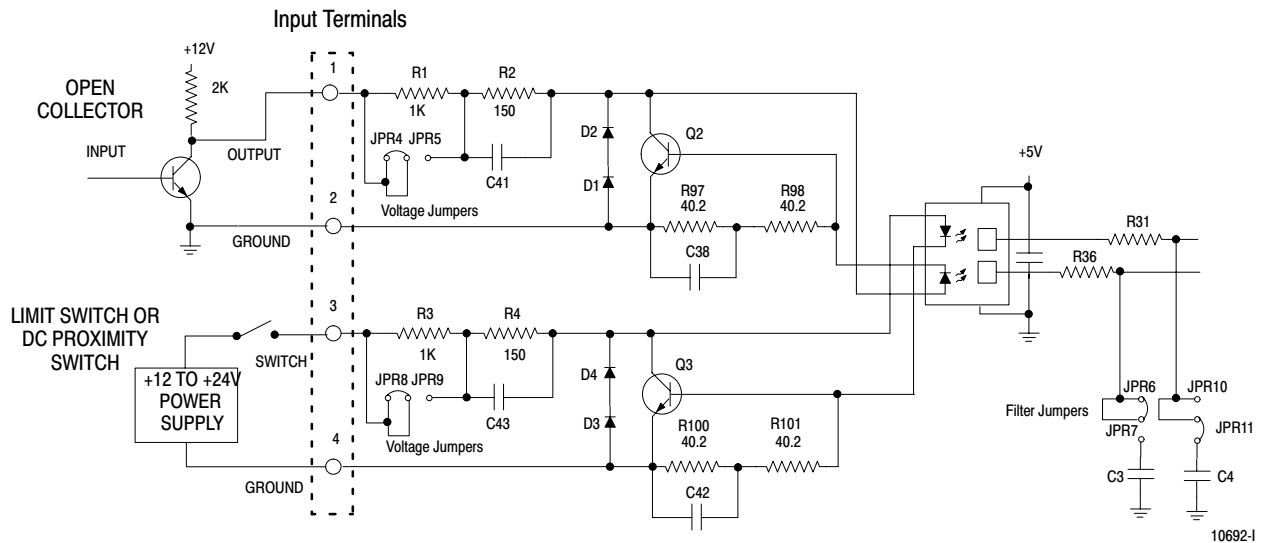 Input Terminals
+12V
2K
OPEN
COLLECTOR
INPUT
OUTPUT
GROUND
1
2
R1
1K
R2
150
JPR4 JPR5
C41
Voltage Jumpers
D2
D1
Q2
R97
40.2
R98
40.2
C38
+5V
R31
R36
LIMIT SWITCH OR
DC PROXIMITY
SWITCH
SWITCH
+12 TO +24V
POWER
SUPPLY
GROUND
3
4
R3
1K
R4
150
JPR8 JPR9
C43
Voltage Jumpers
D4
D3
Q3
R100
40.2
R101
40.2
C42
Filter Jumpers
JPR6
JPR7
JPR10
JPR11
C3
C4
10692-I